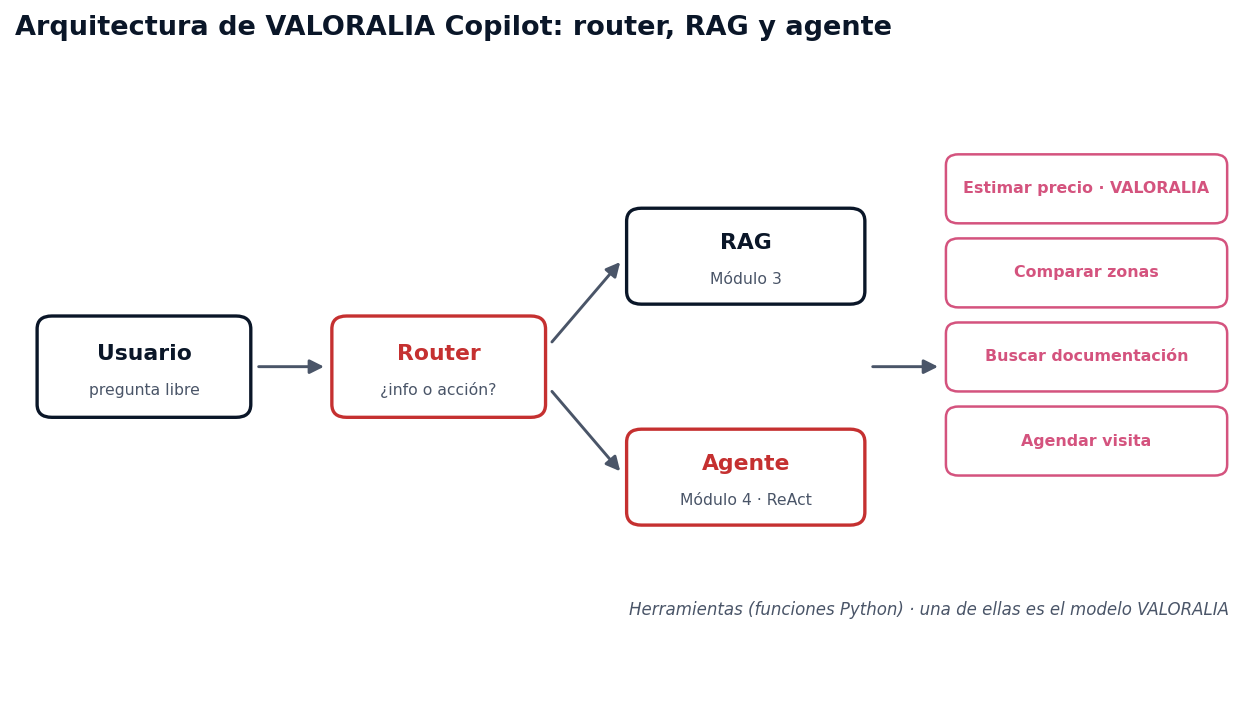 Arquitectura de VALORALIA Copilot: router, RAG y agente
Usuario
pregunta libre
Router
¿info o acción?
RAG
Módulo 3
Agente
Módulo 4 · ReAct
Estimar precio · VALORALIA
Comparar zonas
Buscar documentación
Agendar visita
Herramientas (funciones Python) · una de ellas es el modelo VALORALIA